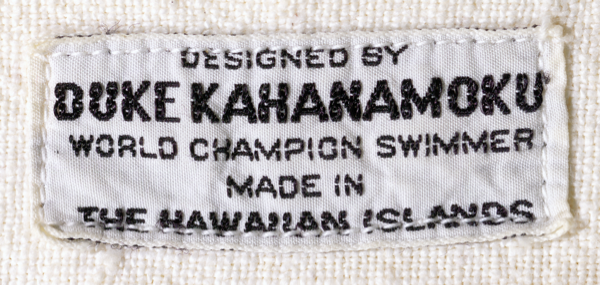 DESIGNED BY
DUKE KAHANAMOKU
WORLD CHAMPION SWIMMER
MADE IN
THE HAWAIIAN ISLANDS